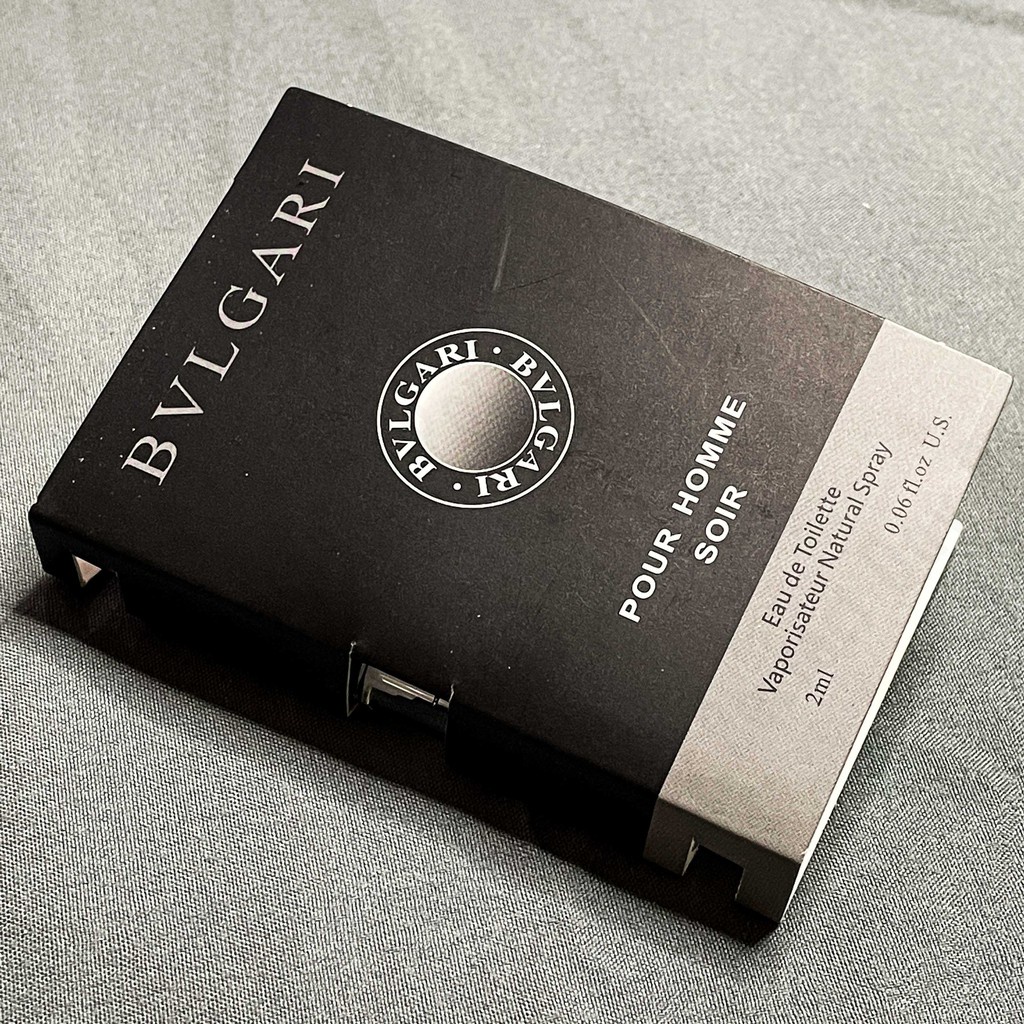 BVLGARI
BVLGARI · BVLGARI ·
POUR HOMME
SOIR
Eau de Toilette
Vaporisateur Natural Spray
2ml 0.06 fl.oz U.S.